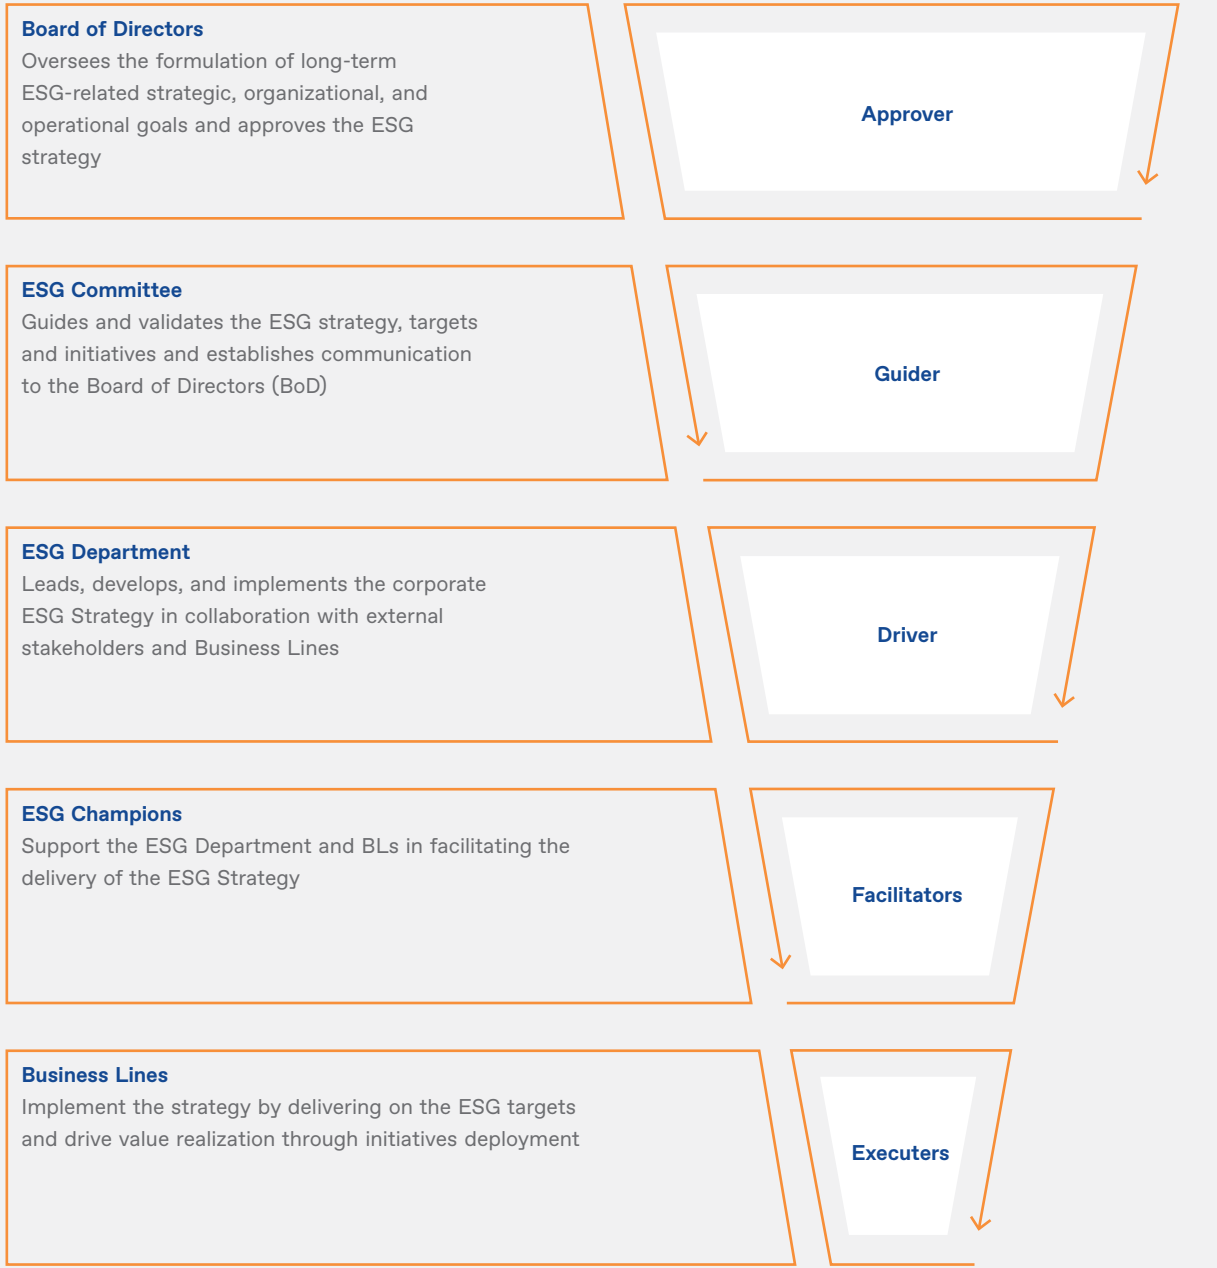 Board of Directors
Oversees the formulation of long-term
ESG-related strategic, organizational, and
operational goals and approves the ESG
strategy
Approver
ESG Committee
Guides and validates the ESG strategy, targets
and initiatives and establishes communication
to the Board of Directors (BoD)
Guider
ESG Department
Leads, develops, and implements the corporate
ESG Strategy in collaboration with external
stakeholders and Business Lines
Driver
ESG Champions
Support the ESG Department and BLs in facilitating the
delivery of the ESG Strategy
Facilitators
Business Lines
Implement the strategy by delivering on the ESG targets
and drive value realization through initiatives deployment
Executers